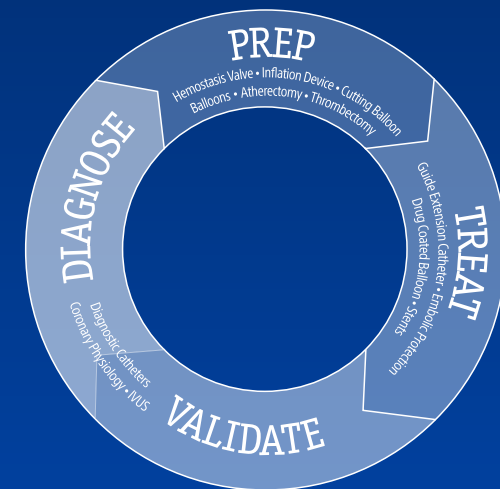 PREP
Hemostasis Valve • Inflation Device • Cutting Balloon
Balloons • Atherectomy • Thrombectomy
TREAT
Guide Extension Catheter • Embolic Protection
Drug Coated Balloon • Stents
VALIDATE
DIAGNOSE
Diagnostic Catheters
Coronary Physiology • IVUS